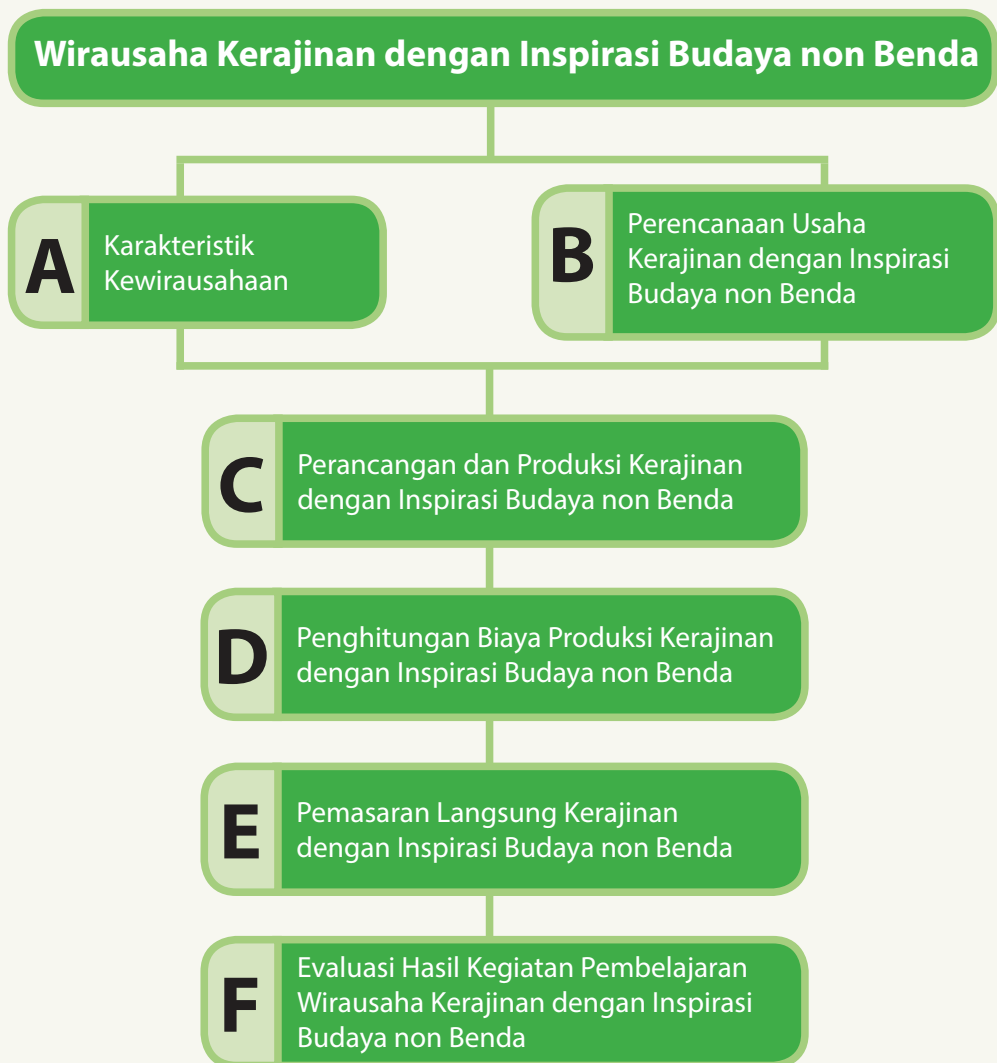 Wirausaha Kerajinan dengan Inspirasi Budaya non Benda
A
Karakteristik
Kewirausahaan
B
Perencanaan Usaha
Kerajinan dengan Inspirasi
Budaya non Benda
C
Perancangan dan Produksi Kerajinan
dengan Inspirasi Budaya non Benda
D
Penghitungan Biaya Produksi Kerajinan
dengan Inspirasi Budaya non Benda
E
Pemasaran Langsung Kerajinan
dengan Inspirasi Budaya non Benda
F
Evaluasi Hasil Kegiatan Pembelajaran
Wirausaha Kerajinan dengan Inspirasi
Budaya non Benda